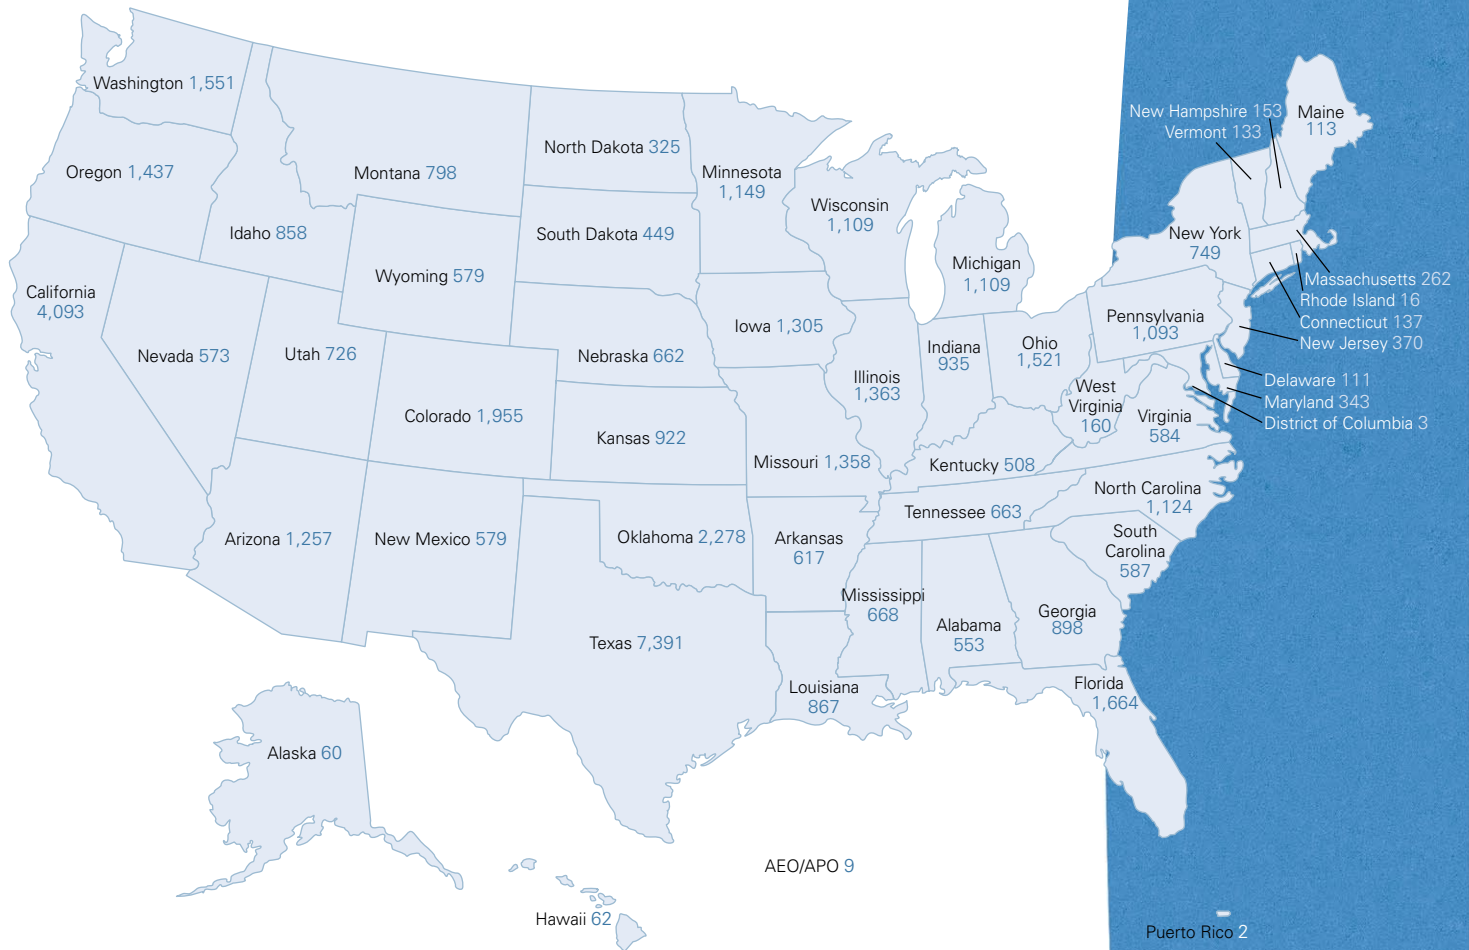 Washington 1,551
Oregon 1,437
Idaho 858
Montana 798
Wyoming 579
North Dakota 325
South Dakota 449
Minnesota
1,149
Wisconsin
1,109
Michigan
1,109
California
4,093
Nevada 573
Utah 726
Colorado 1,955
Nebraska 662
Kansas 922
Iowa 1,305
Missouri 1,358
Illinois
1,363
Indiana
935
Ohio
1,521
Pennsylvania
1,093
New York
749
New Hampshire 153
Vermont 133
Maine
113
Massachusetts 262
Rhode Island 16
Connecticut 137
New Jersey 370
Delaware 111
Maryland 343
District of Columbia 3
West
Virginia
160
Virginia
584
Kentucky 508
Tennessee 663
North Carolina
1,124
South
Carolina
587
Arizona 1,257
New Mexico 579
Oklahoma 2,278
Arkansas
617
Texas 7,391
Louisiana
867
Mississippi
668
Alabama
553
Georgia
898
Florida
1,664
Alaska 60
Hawaii 62
AEO/APO 9
Puerto Rico 2